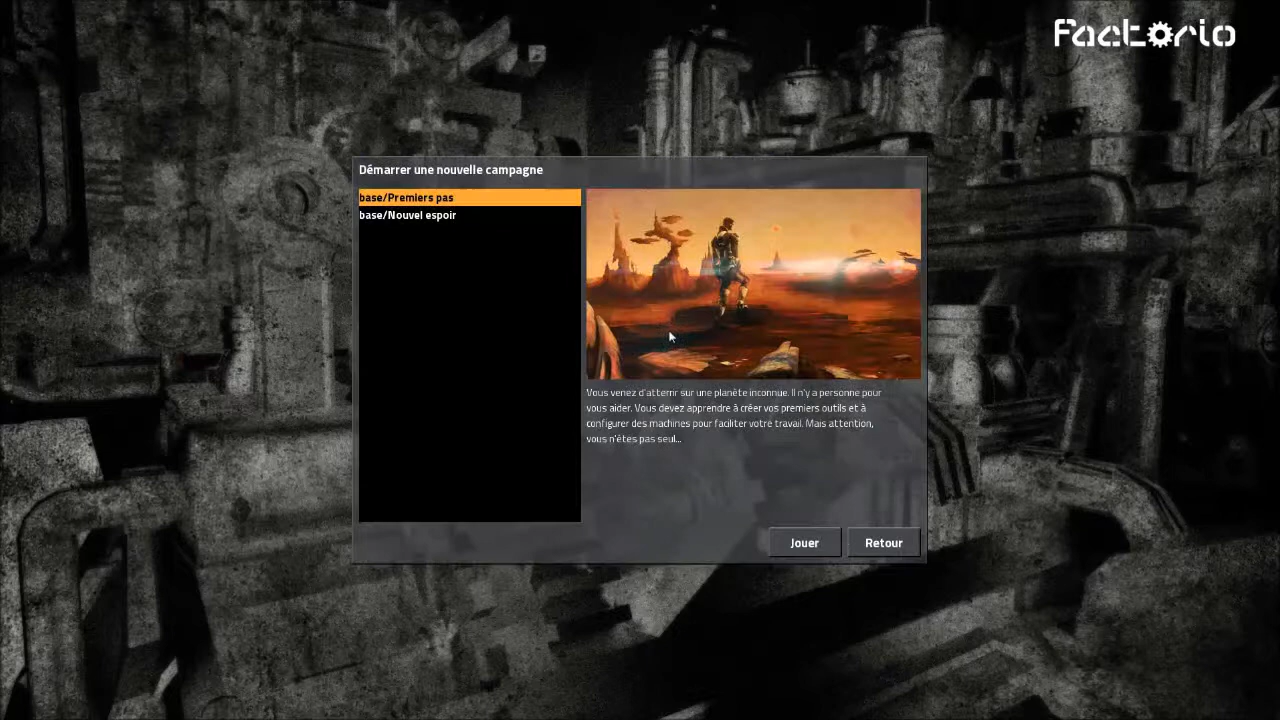 Factorio
Démarrer une nouvelle campagne
base/Premiers pas
base/Nouvel espoir
Vous venez d'atterrir sur une planète inconnue. Il n'y a personne pour
vous aider. Vous devez apprendre à créer vos premiers outils et à
configurer des machines pour faciliter votre travail. Mais attention,
vous n'êtes pas seul...
Jouer
Retour